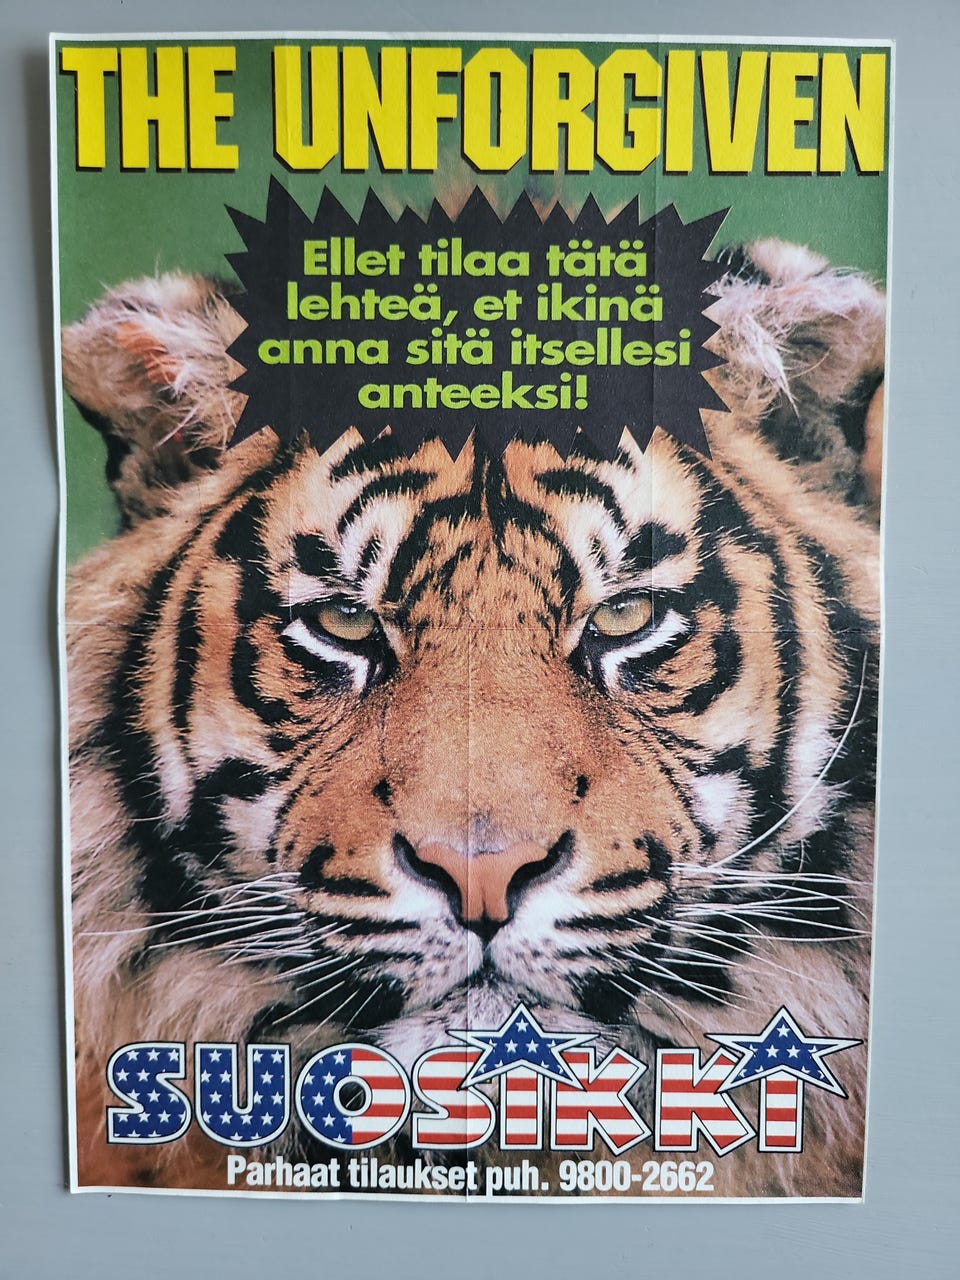 THE UNFORGIVEN
Ellet tilaa tätä
lehteä, et ikinä
anna sitä itsellesi
anteeksi!
SUOSIKKI
Parhaat tilaukset puh. 9800-2662